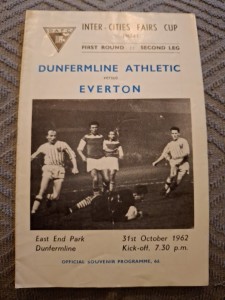 INTER-CITIES FAIRS CUP
FIRST ROUND SECOND LEG
DUNFERMLINE ATHLETIC
versus
EVERTON
East End Park 31st October 1962
Dunfermline Kick-off, 7.30 p.m.
OFFICIAL SOUVENIR PROGRAMME, 6d